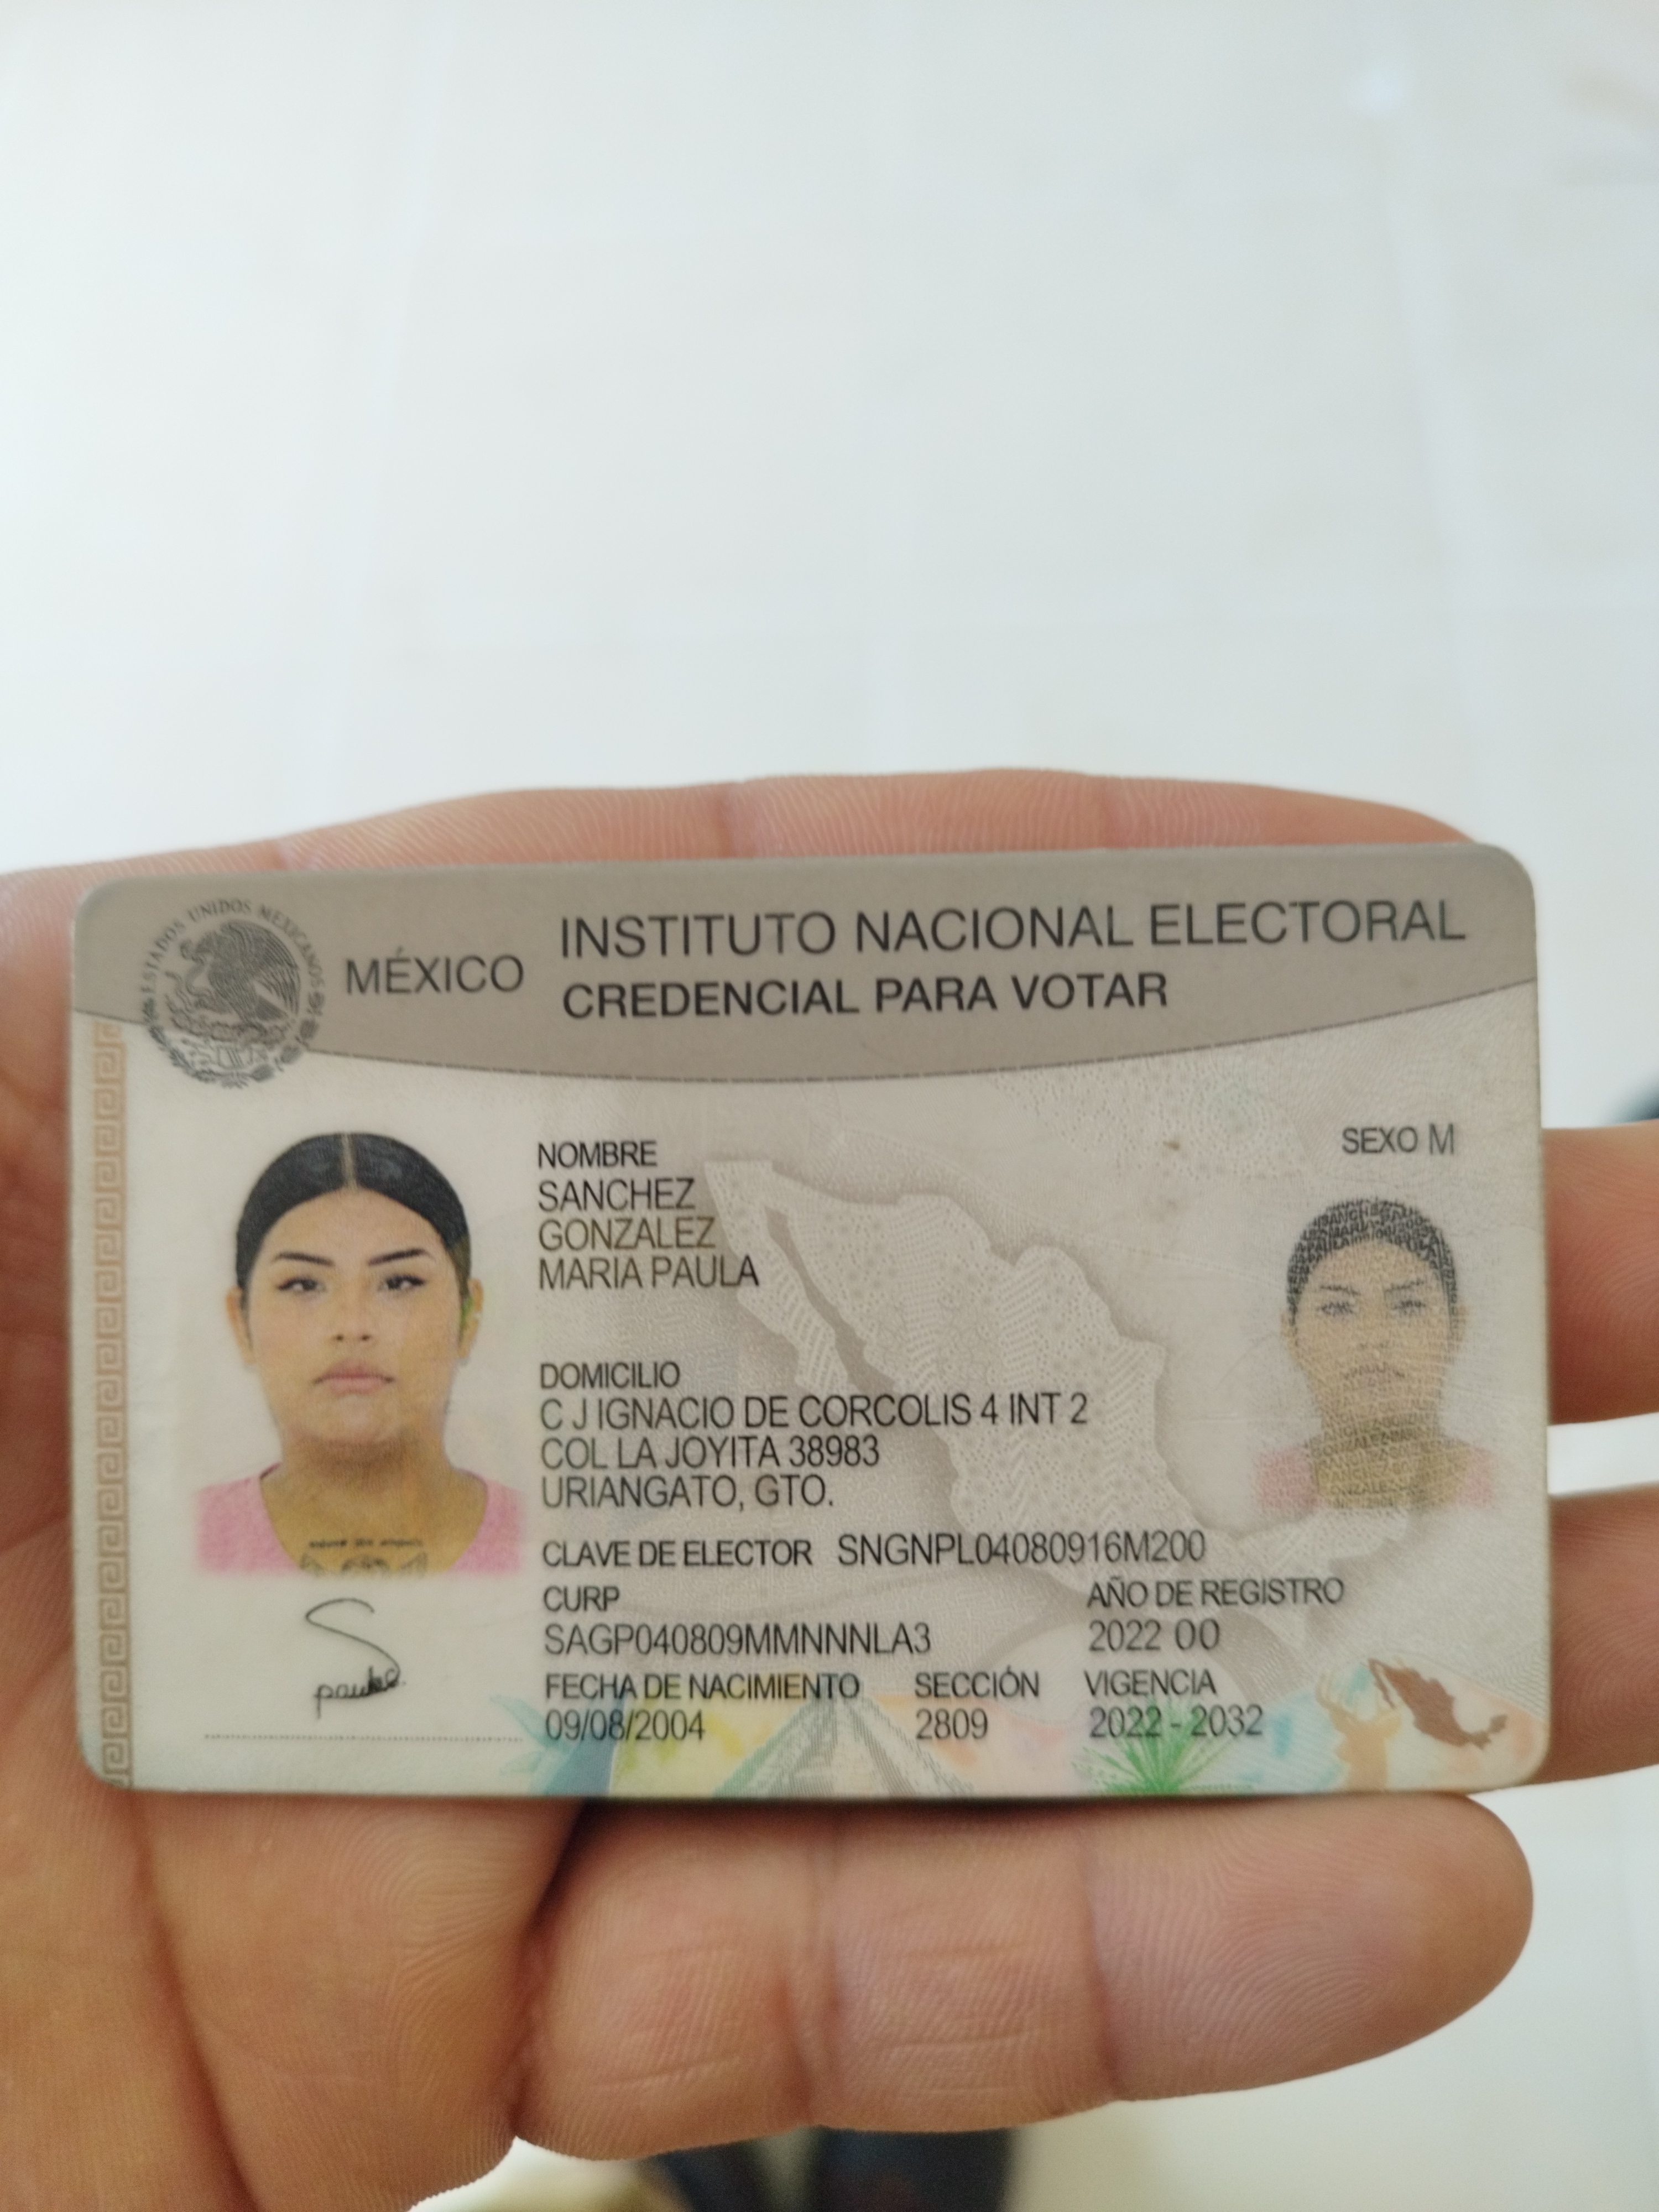 ESTADOS UNIDOS MEXICANOS
MÉXICO
INSTITUTO NACIONAL ELECTORAL
CREDENCIAL PARA VOTAR
SEXO M
NOMBRE
SANCHEZ
GONZALEZ
MARIA PAULA
DOMICILIO
C J IGNACIO DE CORCOLIS 4 INT 2
COL LA JOYITA 38983
URIANGATO, GTO.
CLAVE DE ELECTOR SNGNPL04080916M200
CURP
SAGP040809MMNNNLA3
AÑO DE REGISTRO
2022 00
FECHA DE NACIMIENTO
09/08/2004
SECCIÓN
2809
VIGENCIA
2022 - 2032
S
paula